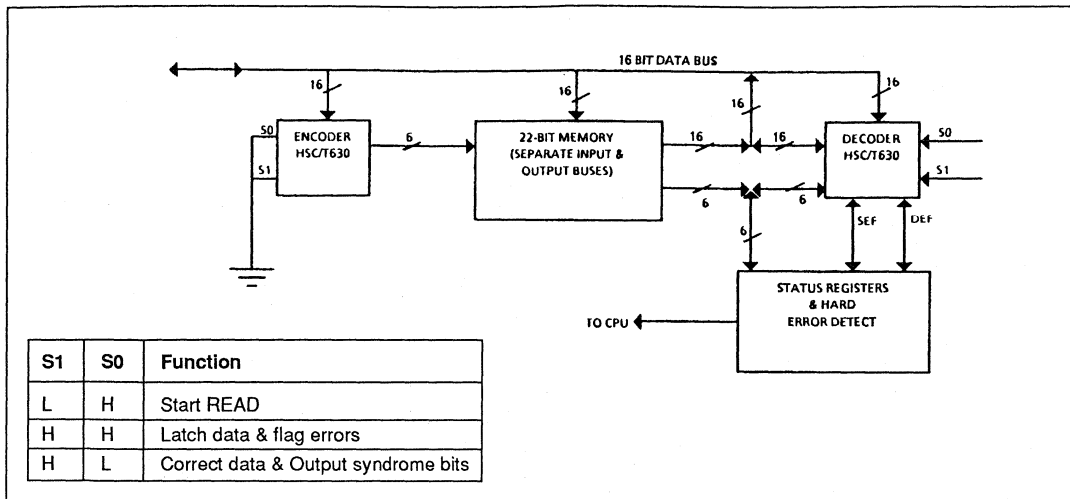 16 BIT DATA BUS
16
16
16
16
S0
S1
ENCODER
HSC/T630
6
22-BIT MEMORY
(SEPARATE INPUT &
OUTPUT BUSES)
16
16
6
6
6
DECODER
HSC/T630
S0
S1
SEF
DEF
STATUS REGISTERS
& HARD
ERROR DETECT
TO CPU
S1 S0 Function
L H Start READ
H H Latch data & flag errors
H L Correct data & Output syndrome bits